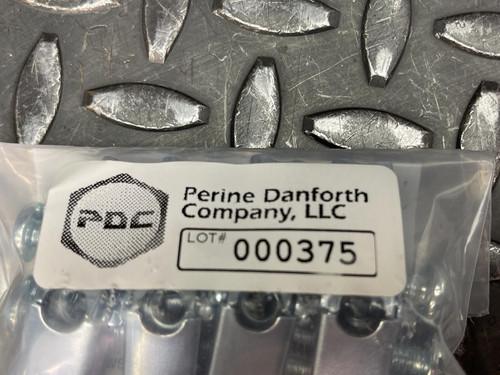 PDC
Perine Danforth
Company, LLC
LOT# 000375